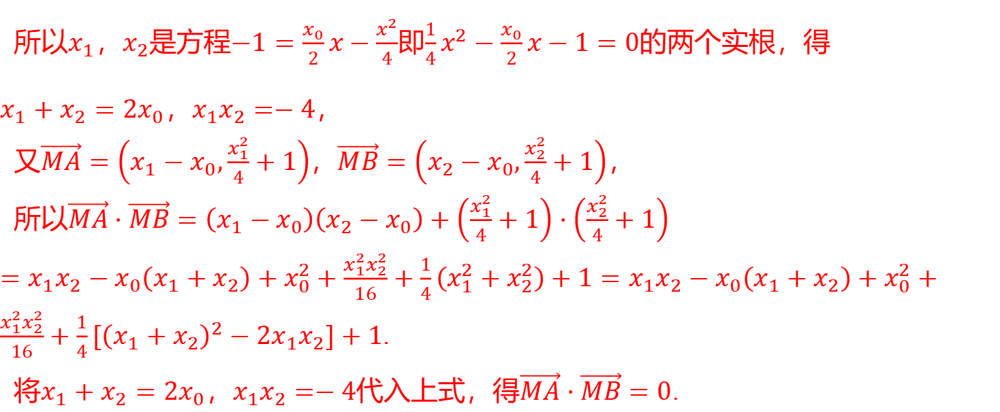 所以$x_1$，$x_2$是方程$-1=\frac{x_0}{2}x-\frac{x^2}{4}$即$\frac{1}{4}x^2-\frac{x_0}{2}x-1=0$的两个实根，得
$x_1+x_2=2x_0$，$x_1x_2=-4$，
又$\overrightarrow{MA}=\left(x_1-x_0,\frac{x_1^2}{4}+1\right)$，$\overrightarrow{MB}=\left(x_2-x_0,\frac{x_2^2}{4}+1\right)$，
所以$\overrightarrow{MA}\cdot\overrightarrow{MB}=(x_1-x_0)(x_2-x_0)+\left(\frac{x_1^2}{4}+1\right)\cdot\left(\frac{x_2^2}{4}+1\right)$
$=x_1x_2-x_0(x_1+x_2)+x_0^2+\frac{x_1^2x_2^2}{16}+\frac{1}{4}(x_1^2+x_2^2)+1=x_1x_2-x_0(x_1+x_2)+x_0^2+$
$\frac{x_1^2x_2^2}{16}+\frac{1}{4}[(x_1+x_2)^2-2x_1x_2]+1.$
将$x_1+x_2=2x_0$，$x_1x_2=-4$代入上式，得$\overrightarrow{MA}\cdot\overrightarrow{MB}=0.$